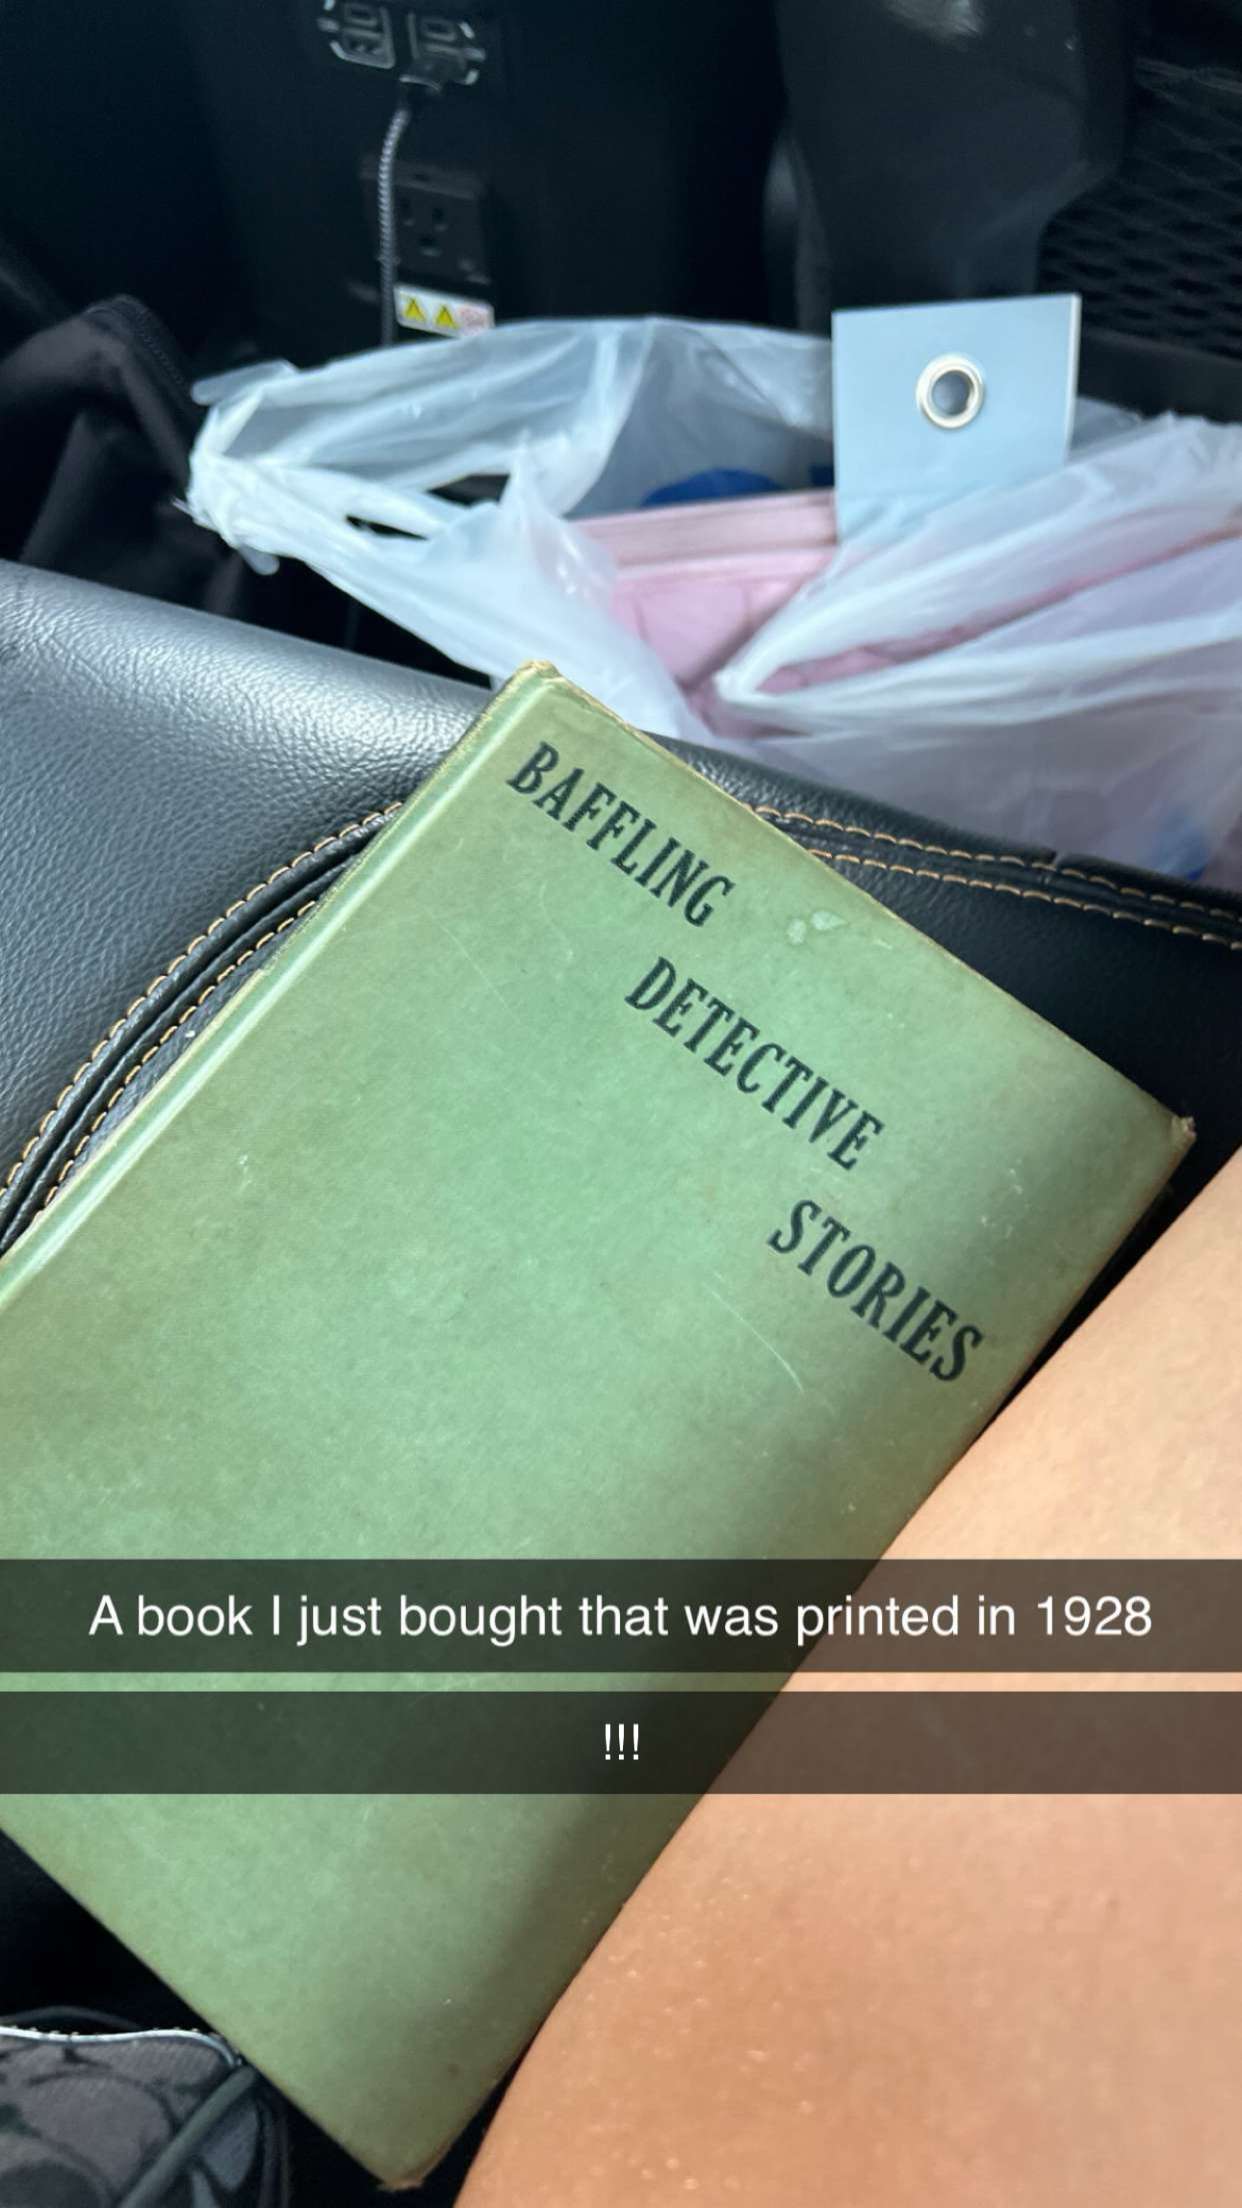 BAFFLING
DETECTIVE
STORIES
A book I just bought that was printed in 1928
!!!